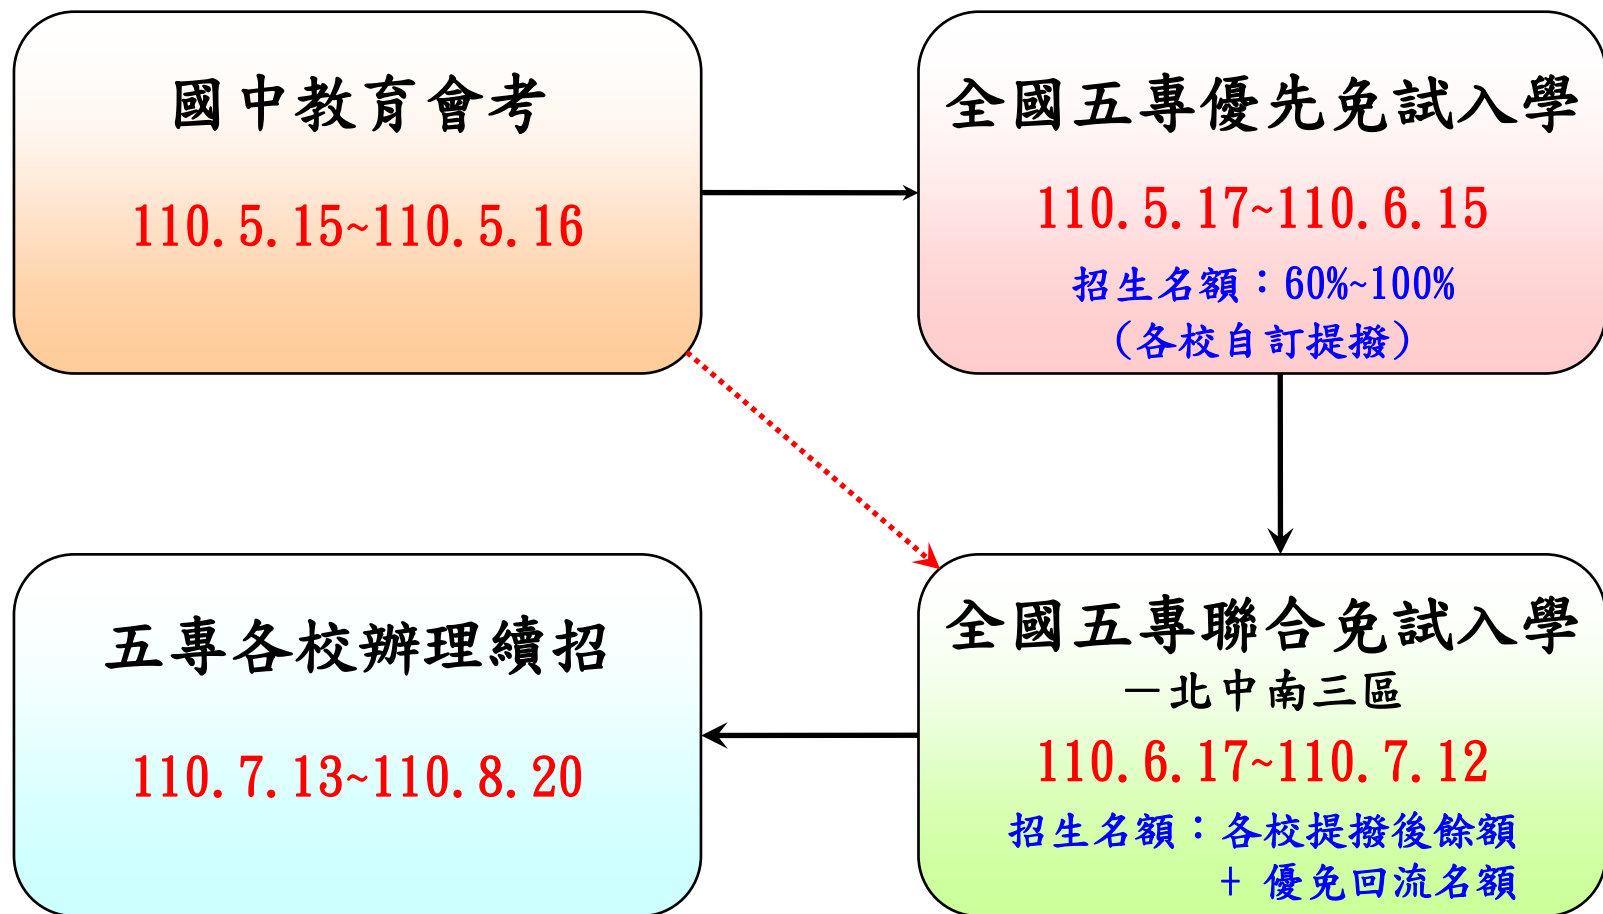 國中教育會考
110.5.15~110.5.16
全國五專優先免試入學
110.5.17~110.6.15
招生名額：60%~100%
(各校自訂提撥)
五專各校辦理續招
110.7.13~110.8.20
全國五專聯合免試入學
－北中南三區
110.6.17~110.7.12
招生名額：各校提撥後餘額
+ 優免回流名額